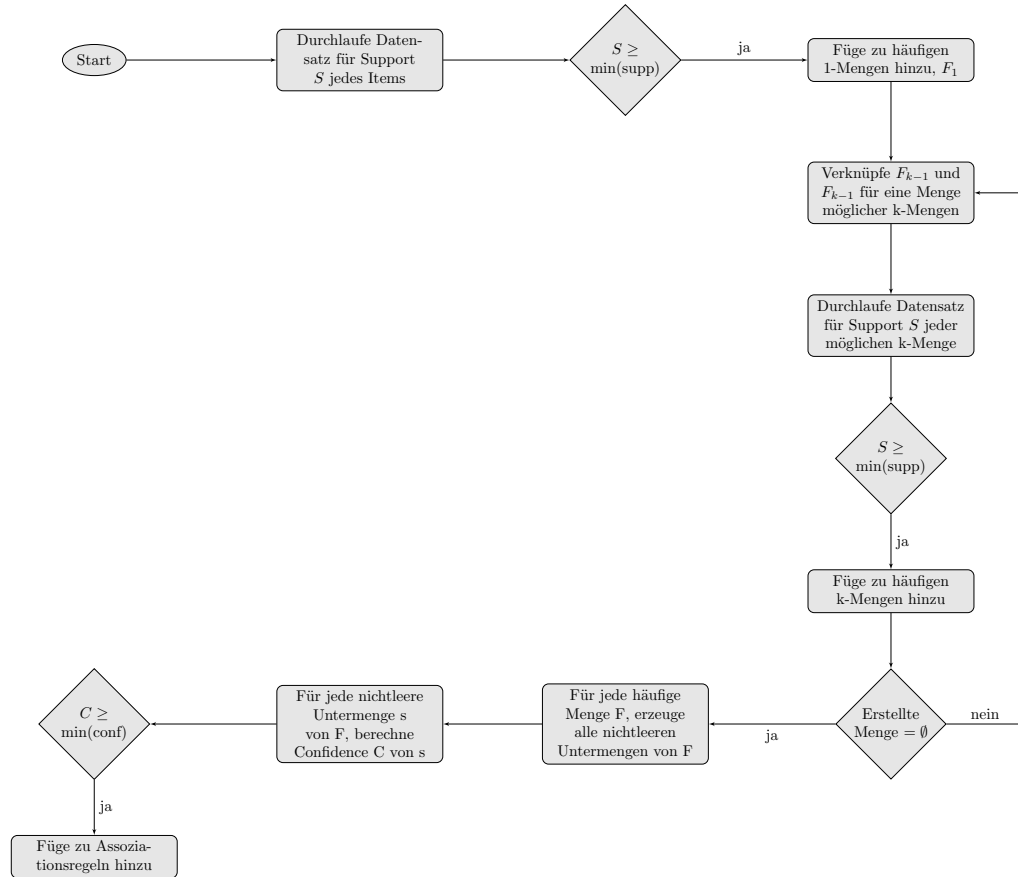 Start
Durchlaufe Daten-
satz für Support
S jedes Items
S ≥
min(supp)
ja
Füge zu häufigen
1-Mengen hinzu, F₁
Verknüpfe Fₖ₋₁ und
Fₖ₋₁ für eine Menge
möglicher k-Mengen
Durchlaufe Datensatz
für Support S jeder
möglichen k-Menge
S ≥
min(supp)
ja
Füge zu häufigen
k-Mengen hinzu
Erstellte
Menge = ∅
nein
ja
Für jede häufige
Menge F, erzeuge
alle nichtleeren
Untermengen von F
Für jede nichtleere
Untermenge s
von F, berechne
Confidence C von s
C ≥
min(conf)
ja
Füge zu Assozia-
tionsregeln hinzu